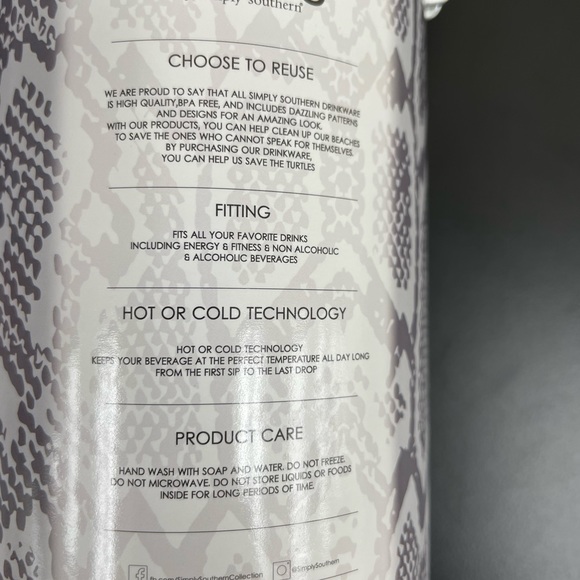 simply southern®
CHOOSE TO REUSE
WE ARE PROUD TO SAY THAT ALL SIMPLY SOUTHERN DRINKWARE
IS HIGH QUALITY,BPA FREE, AND INCLUDES DAZZLING PATTERNS
AND DESIGNS FOR AN AMAZING LOOK.
WITH OUR PRODUCTS, YOU CAN HELP CLEAN UP OUR BEACHES
TO SAVE THE ONES WHO CANNOT SPEAK FOR THEMSELVES.
BY PURCHASING OUR DRINKWARE,
YOU CAN HELP US SAVE THE TURTLES
FITTING
FITS ALL YOUR FAVORITE DRINKS
INCLUDING ENERGY & FITNESS & NON ALCOHOLIC
& ALCOHOLIC BEVERAGES
HOT OR COLD TECHNOLOGY
HOT OR COLD TECHNOLOGY
KEEPS YOUR BEVERAGE AT THE PERFECT TEMPERATURE ALL DAY LONG
FROM THE FIRST SIP TO THE LAST DROP
PRODUCT CARE
HAND WASH WITH SOAP AND WATER. DO NOT FREEZE.
DO NOT MICROWAVE. DO NOT STORE LIQUIDS OR FOODS
INSIDE FOR LONG PERIODS OF TIME.
fb.com/SimplySouthernCollection @SimplySouthern